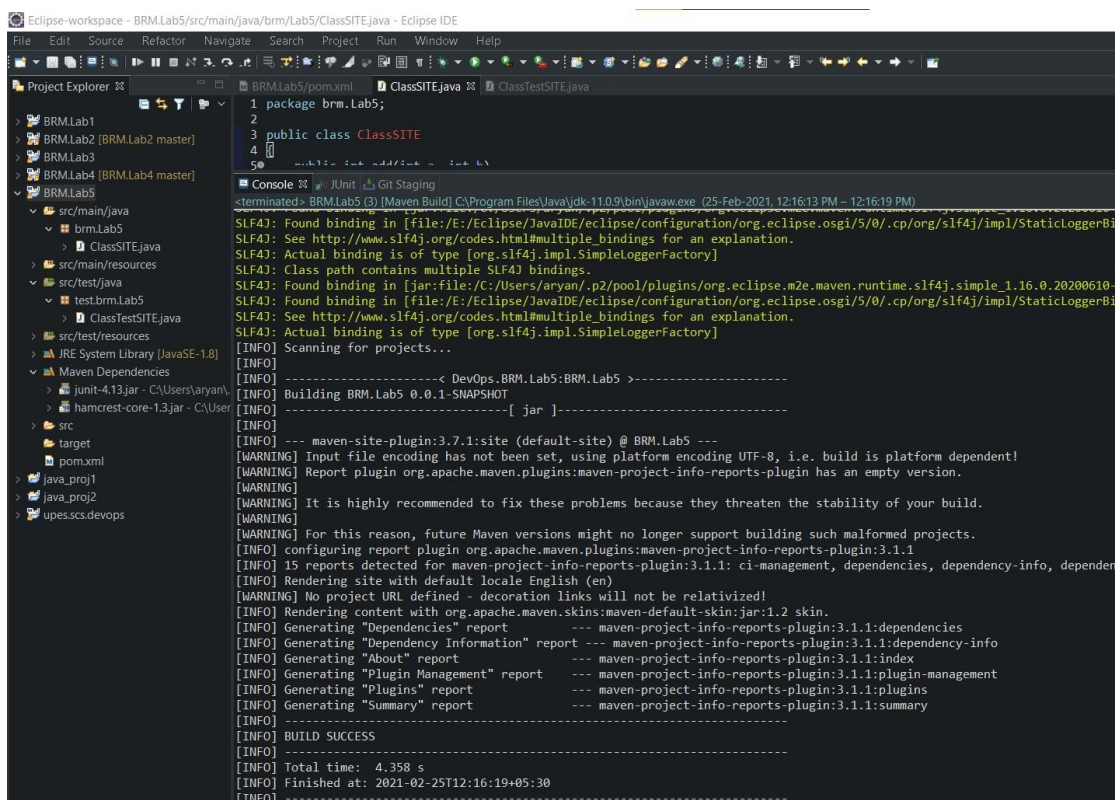 Eclipse-workspace - BRM.Lab5/src/main/java/brm/Lab5/ClassSITE.java - Eclipse IDE
File Edit Source Refactor Navigate Search Project Run Window Help
Project Explorer
BRM.Lab5/pom.xml ClassSITE.java ClassTestSITE.java
BRM.Lab1
BRM.Lab2 [BRM.Lab2 master]
BRM.Lab3
BRM.Lab4 [BRM.Lab4 master]
BRM.Lab5
src/main/java
brm.Lab5
ClassSITE.java
src/main/resources
src/test/java
test.brm.Lab5
ClassTestSITE.java
src/test/resources
JRE System Library [JavaSE-1.8]
Maven Dependencies
junit-4.13.jar - C:\Users\aryan\.
hamcrest-core-1.3.jar - C:\User
src
target
pom.xml
java_proj1
java_proj2
upes.scs.devops
1 package brm.Lab5;
2
3 public class ClassSITE
4 {
5 public int add(int a, int b)
Console JUnit Git Staging
<terminated> BRM.Lab5 (3) [Maven Build] C:\Program Files\Java\jdk-11.0.9\bin\javaw.exe (25-Feb-2021, 12:16:13 PM – 12:16:19 PM)
SLF4J: Found binding in [file:/E:/Eclipse/JavaIDE/eclipse/configuration/org.eclipse.osgi/5/0/.cp/org/slf4j/impl/StaticLoggerBi
SLF4J: See http://www.slf4j.org/codes.html#multiple_bindings for an explanation.
SLF4J: Actual binding is of type [org.slf4j.impl.SimpleLoggerFactory]
SLF4J: Class path contains multiple SLF4J bindings.
SLF4J: Found binding in [jar:file:/C:/Users/aryan/.p2/pool/plugins/org.eclipse.m2e.maven.runtime.slf4j.simple_1.16.0.20200610-
SLF4J: Found binding in [file:/E:/Eclipse/JavaIDE/eclipse/configuration/org.eclipse.osgi/5/0/.cp/org/slf4j/impl/StaticLoggerBi
SLF4J: See http://www.slf4j.org/codes.html#multiple_bindings for an explanation.
SLF4J: Actual binding is of type [org.slf4j.impl.SimpleLoggerFactory]
[INFO] Scanning for projects...
[INFO]
[INFO] ----------------------< DevOps.BRM.Lab5:BRM.Lab5 >----------------------
[INFO] Building BRM.Lab5 0.0.1-SNAPSHOT
[INFO] --------------------------------[ jar ]---------------------------------
[INFO]
[INFO] --- maven-site-plugin:3.7.1:site (default-site) @ BRM.Lab5 ---
[WARNING] Input file encoding has not been set, using platform encoding UTF-8, i.e. build is platform dependent!
[WARNING] Report plugin org.apache.maven.plugins:maven-project-info-reports-plugin has an empty version.
[WARNING]
[WARNING] It is highly recommended to fix these problems because they threaten the stability of your build.
[WARNING]
[WARNING] For this reason, future Maven versions might no longer support building such malformed projects.
[INFO] configuring report plugin org.apache.maven.plugins:maven-project-info-reports-plugin:3.1.1
[INFO] 15 reports detected for maven-project-info-reports-plugin:3.1.1: ci-management, dependencies, dependency-info, dependen
[INFO] Rendering site with default locale English (en)
[WARNING] No project URL defined - decoration links will not be relativized!
[INFO] Rendering content with org.apache.maven.skins:maven-default-skin:jar:1.2 skin.
[INFO] Generating "Dependencies" report --- maven-project-info-reports-plugin:3.1.1:dependencies
[INFO] Generating "Dependency Information" report --- maven-project-info-reports-plugin:3.1.1:dependency-info
[INFO] Generating "About" report --- maven-project-info-reports-plugin:3.1.1:index
[INFO] Generating "Plugin Management" report --- maven-project-info-reports-plugin:3.1.1:plugin-management
[INFO] Generating "Plugins" report --- maven-project-info-reports-plugin:3.1.1:plugins
[INFO] Generating "Summary" report --- maven-project-info-reports-plugin:3.1.1:summary
[INFO] ------------------------------------------------------------------------
[INFO] BUILD SUCCESS
[INFO] ------------------------------------------------------------------------
[INFO] Total time: 4.358 s
[INFO] Finished at: 2021-02-25T12:16:19+05:30
[INFO] ------------------------------------------------------------------------